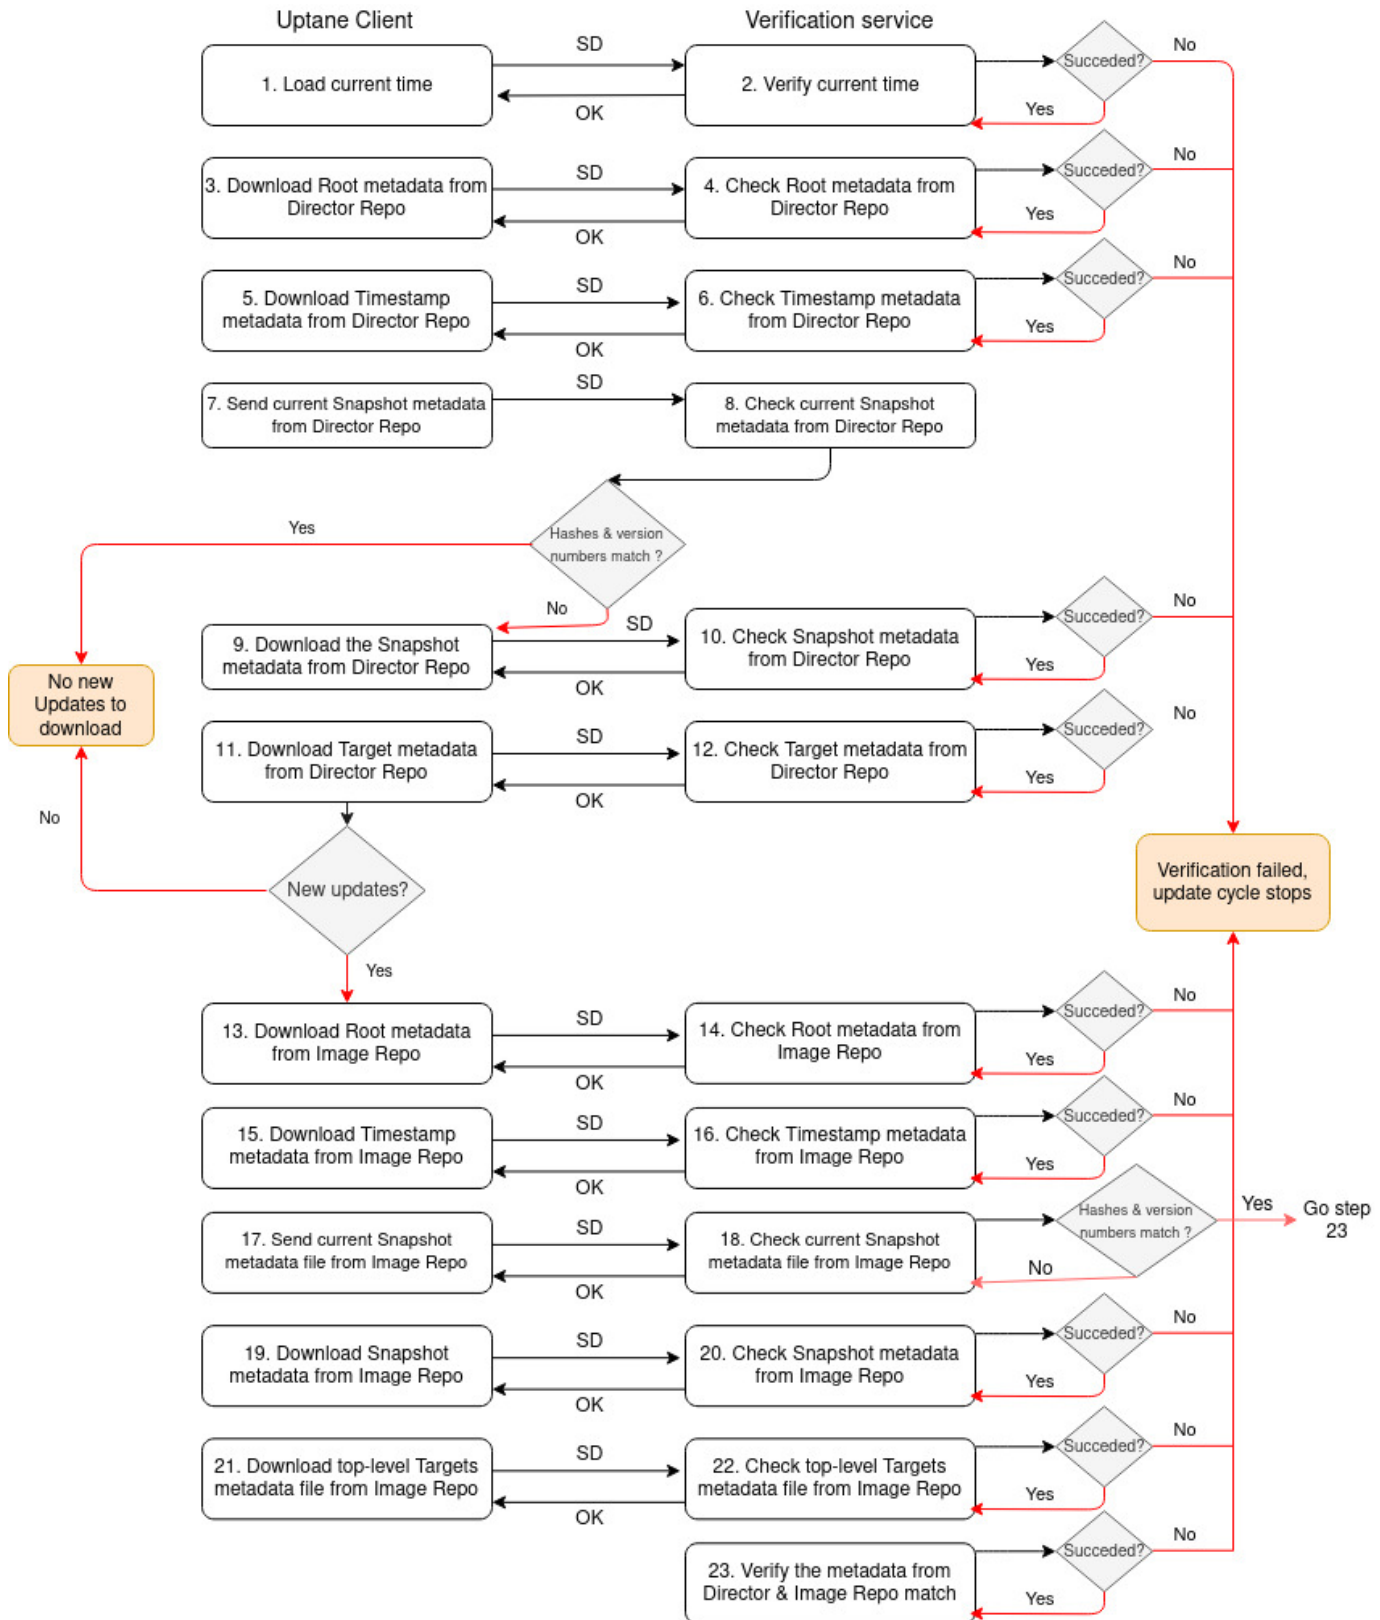 Uptane Client
Verification service
SD
No
1. Load current time
2. Verify current time
Succeded?
OK
Yes
SD
No
3. Download Root metadata from
Director Repo
4. Check Root metadata from
Director Repo
Succeded?
OK
Yes
SD
No
5. Download Timestamp
metadata from Director Repo
6. Check Timestamp metadata
from Director Repo
Succeded?
OK
Yes
SD
7. Send current Snapshot metadata
from Director Repo
8. Check current Snapshot
metadata from Director Repo
Yes
Hashes & version
numbers match ?
No
SD
No
9. Download the Snapshot
metadata from Director Repo
10. Check Snapshot metadata
from Director Repo
Succeded?
OK
Yes
No new
Updates to
download
SD
No
11. Download Target metadata
from Director Repo
12. Check Target metadata from
Director Repo
Succeded?
OK
Yes
No
New updates?
Yes
Verification failed,
update cycle stops
SD
No
13. Download Root metadata
from Image Repo
14. Check Root metadata from
Image Repo
Succeded?
OK
Yes
SD
No
15. Download Timestamp
metadata from Image Repo
16. Check Timestamp metadata
from Image Repo
Succeded?
OK
Yes
SD
17. Send current Snapshot
metadata file from Image Repo
18. Check current Snapshot
metadata file from Image Repo
Hashes & version
numbers match ?
Yes
Go step
23
OK
No
SD
No
19. Download Snapshot
metadata from Image Repo
20. Check Snapshot metadata
from Image Repo
Succeded?
OK
Yes
SD
No
21. Download top-level Targets
metadata file from Image Repo
22. Check top-level Targets
metadata file from Image Repo
Succeded?
OK
Yes
No
23. Verify the metadata from
Director & Image Repo match
Succeded?
Yes